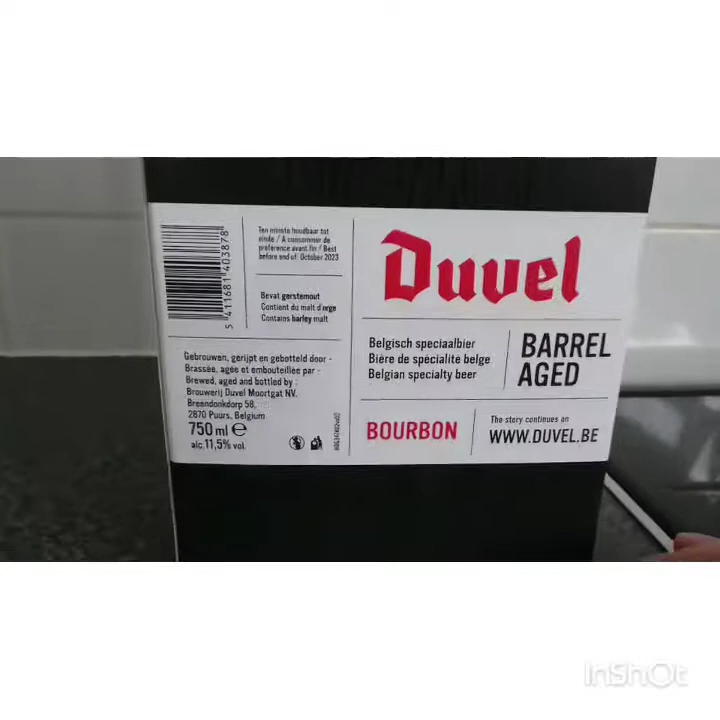 5 411681 403878
Ten minste houdbaar tot
einde / A consommer de
préférence avant fin / Best
before end of: October 2023
Bevat gerstemout
Contient du malt d'orge
Contains barley malt
Gebrouwen, gerijpt en gebotteld door -
Brassée, agée et embouteillée par -
Brewed, aged and bottled by :
Brouwerij Duvel Moortgat NV.
Breendonkdorp 58,
2870 Puurs, Belgium
750 ml e
alc.11,5% vol.
Duvel
Belgisch speciaalbier
Bière de spécialité belge
Belgian specialty beer
BARREL
AGED
BOURBON
The story continues on
WWW.DUVEL.BE
InShOt